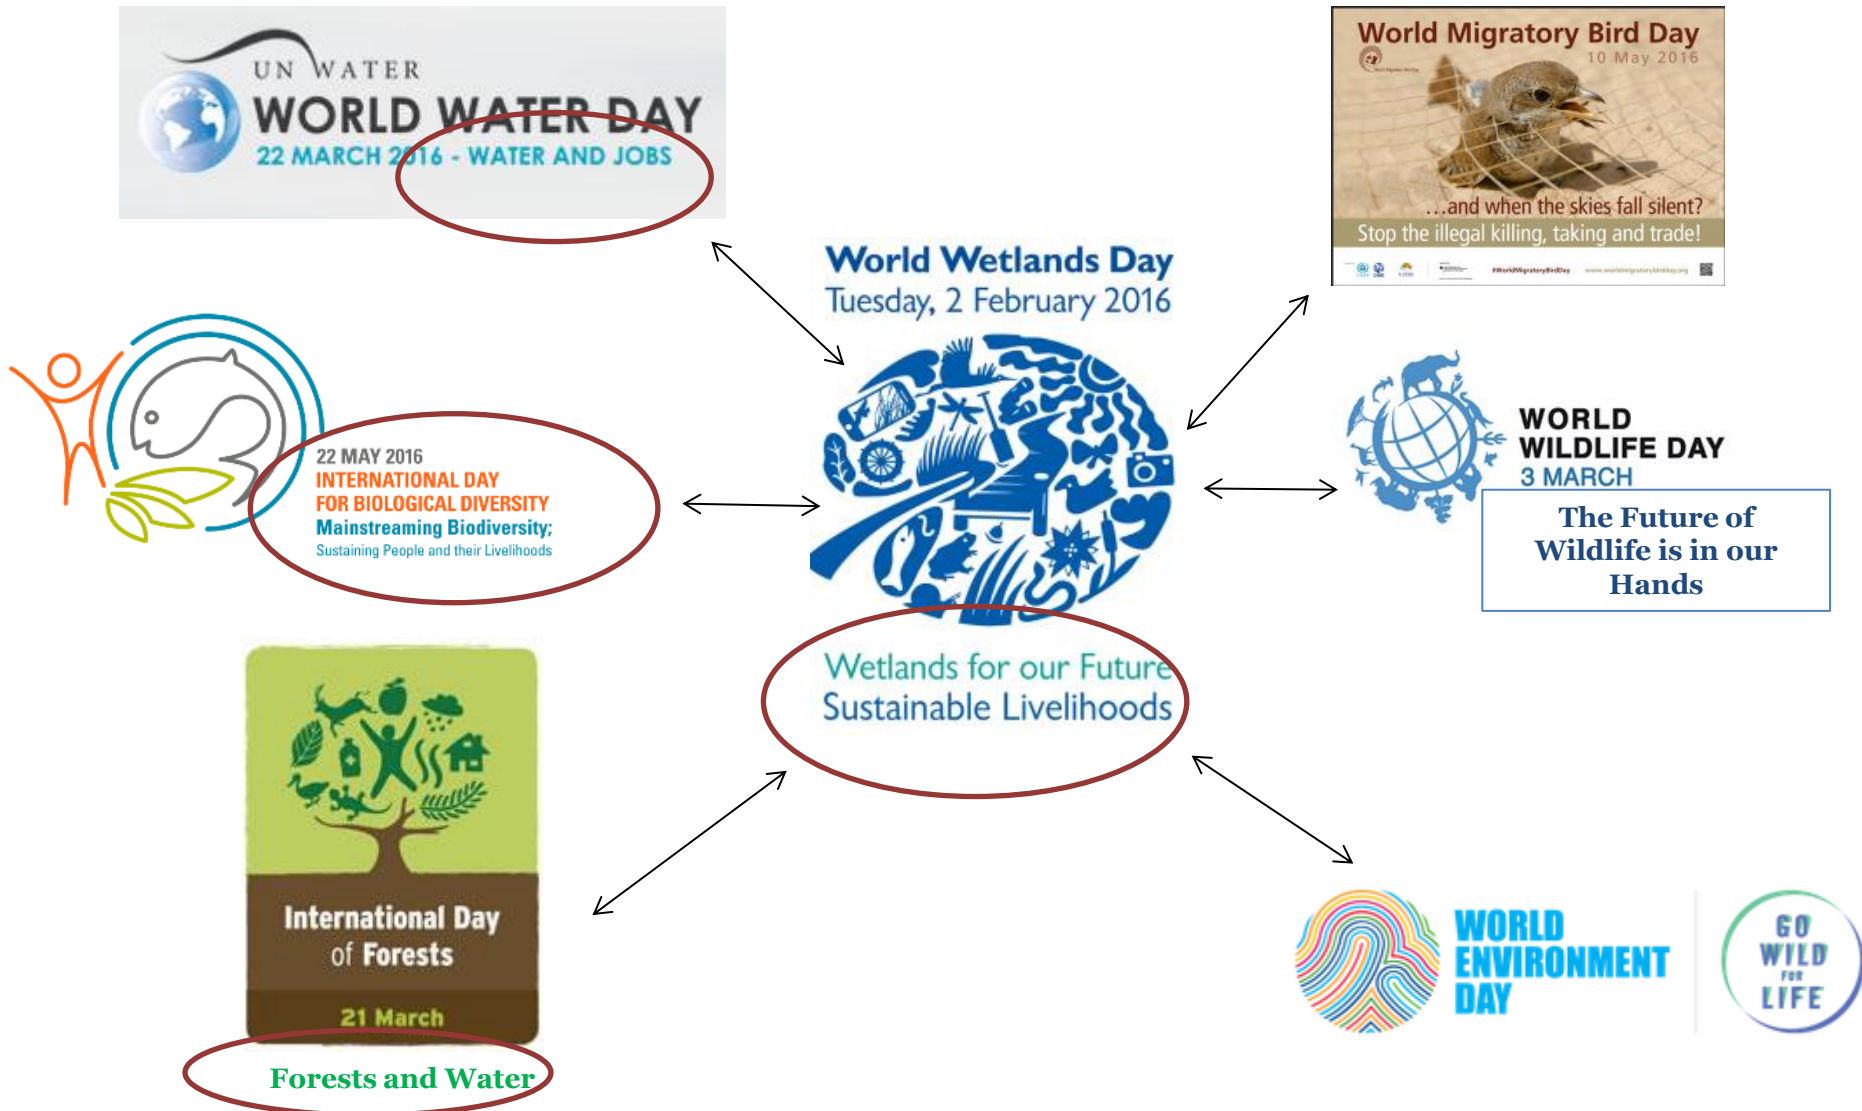 UN WATER
WORLD WATER DAY
22 MARCH 2016 - WATER AND JOBS
World Migratory Bird Day
10 May 2016
...and when the skies fall silent?
Stop the illegal killing, taking and trade!
#WorldMigratoryBirdDay www.worldmigratorybirdday.org
World Wetlands Day
Tuesday, 2 February 2016
Wetlands for our Future
Sustainable Livelihoods
22 MAY 2016
INTERNATIONAL DAY
FOR BIOLOGICAL DIVERSITY
Mainstreaming Biodiversity;
Sustaining People and their Livelihoods
WORLD
WILDLIFE DAY
3 MARCH
The Future of
Wildlife is in our
Hands
International Day
of Forests
21 March
Forests and Water
WORLD
ENVIRONMENT
DAY
GO
WILD
FOR
LIFE